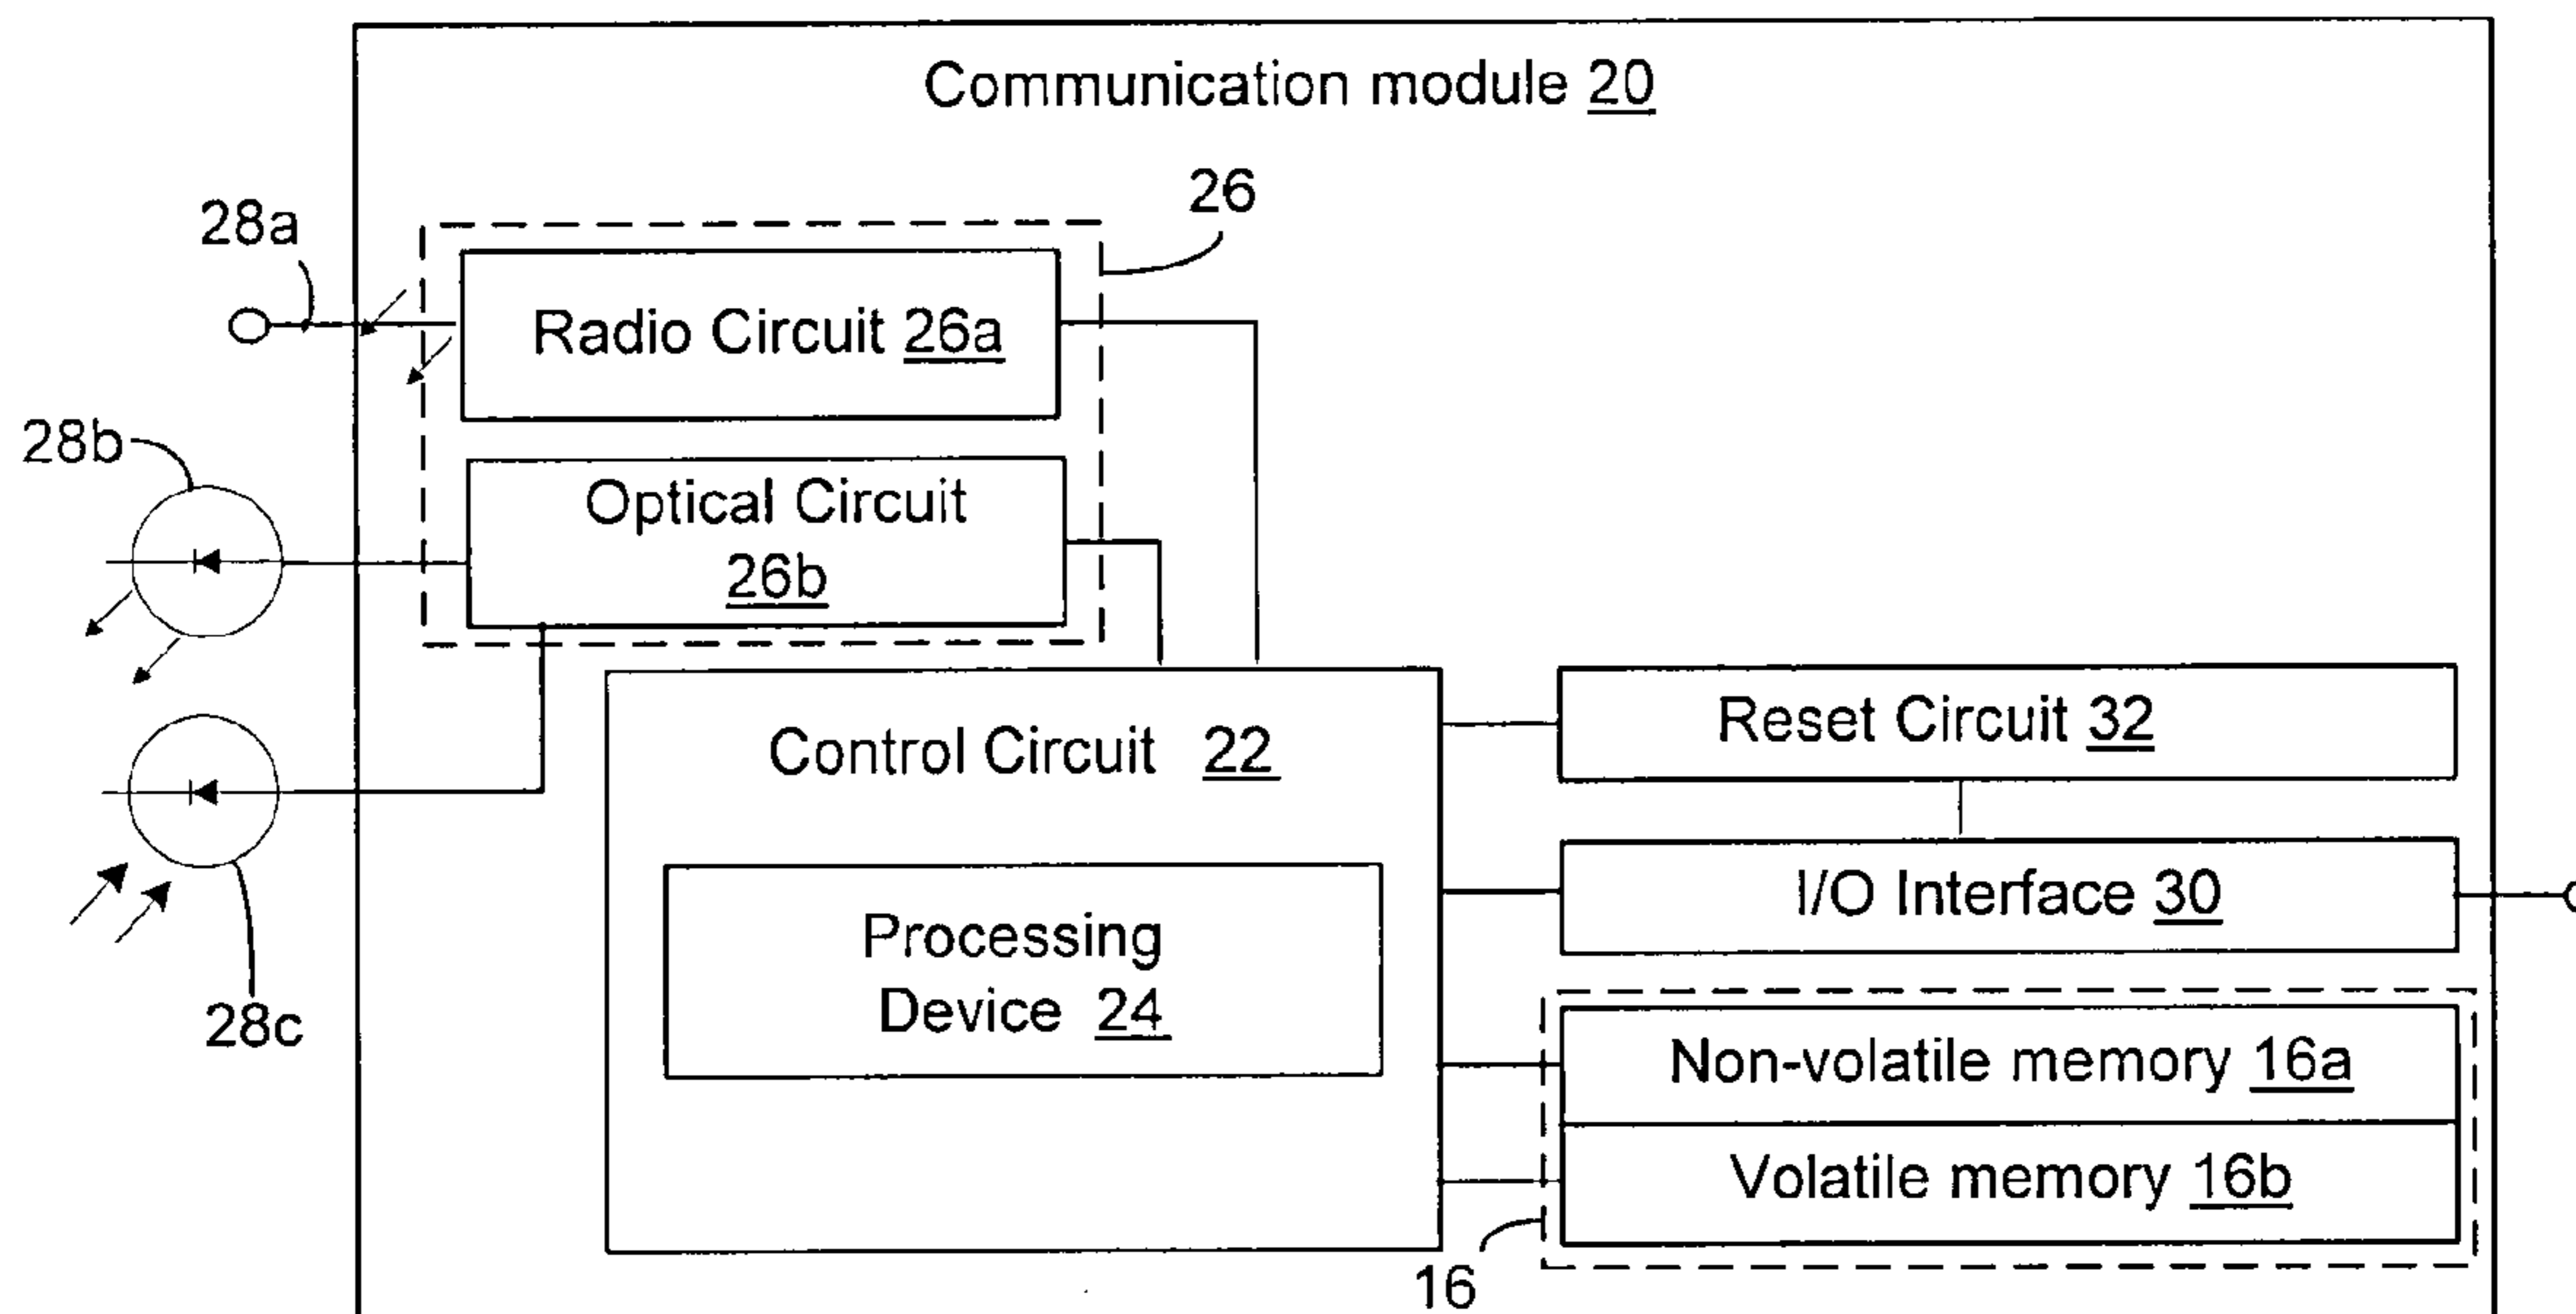 Communication module 20
26
28a
Radio Circuit 26a
28b
Optical Circuit
26b
Control Circuit 22
Reset Circuit 32
I/O Interface 30
Processing
Device 24
28c
Non-volatile memory 16a
Volatile memory 16b
16